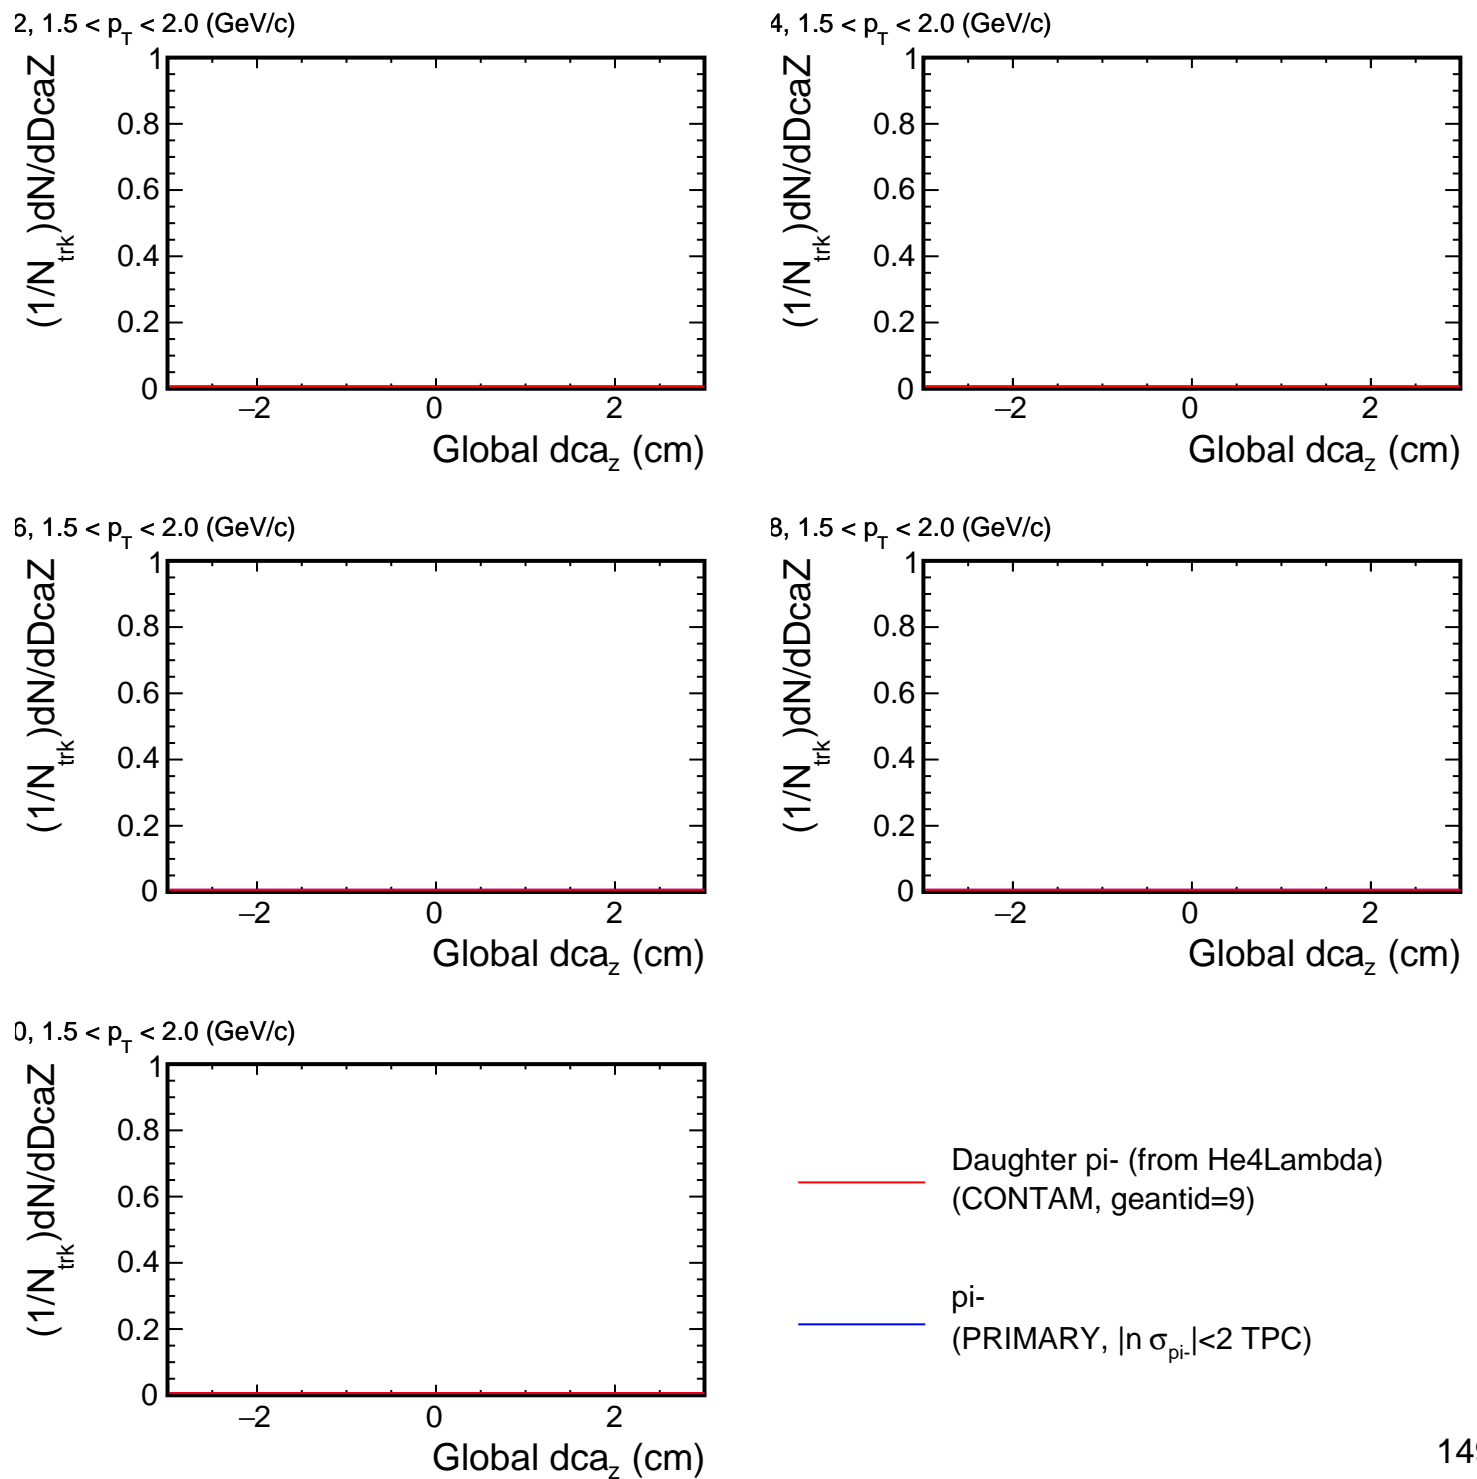 2, 1.5 < p_T < 2.0 (GeV/c)
(1/N_trk)dN/dDcaZ
1
0.8
0.6
0.4
0.2
0
−2 0 2
Global dca_z (cm)
4, 1.5 < p_T < 2.0 (GeV/c)
(1/N_trk)dN/dDcaZ
1
0.8
0.6
0.4
0.2
0
−2 0 2
Global dca_z (cm)
6, 1.5 < p_T < 2.0 (GeV/c)
(1/N_trk)dN/dDcaZ
1
0.8
0.6
0.4
0.2
0
−2 0 2
Global dca_z (cm)
8, 1.5 < p_T < 2.0 (GeV/c)
(1/N_trk)dN/dDcaZ
1
0.8
0.6
0.4
0.2
0
−2 0 2
Global dca_z (cm)
0, 1.5 < p_T < 2.0 (GeV/c)
(1/N_trk)dN/dDcaZ
1
0.8
0.6
0.4
0.2
0
−2 0 2
Global dca_z (cm)
Daughter pi- (from He4Lambda)
(CONTAM, geantid=9)
pi-
(PRIMARY, |n σ_pi-|<2 TPC)